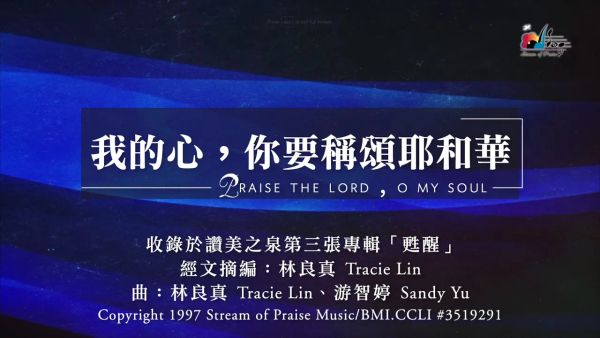 Stream of Praise
我的心，你要稱頌耶和華
PRAISE THE LORD , O MY SOUL
收錄於讚美之泉第三張專輯「甦醒」
經文摘編：林良真 Tracie Lin
曲：林良真 Tracie Lin、游智婷 Sandy Yu
Copyright 1997 Stream of Praise Music/BMI.CCLI #3519291